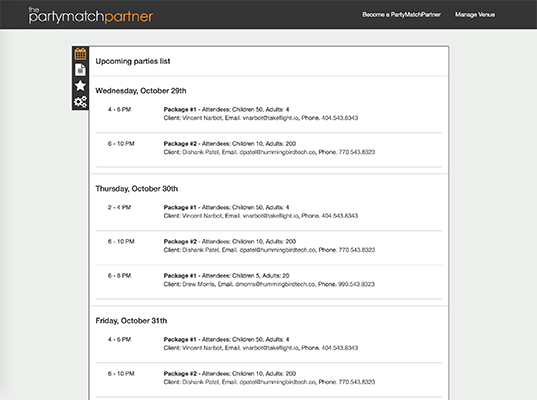 the
partymatchpartner
Become a PartyMatchPartner Manage Venue
Upcoming parties list
Wednesday, October 29th
4 - 6 PM Package #1 - Attendees: Children 50, Adults: 4
Client: Vincent Narbot, Email. vnarbot@takeflight.io, Phone. 404.543.8343
6 - 10 PM Package #2 - Attendees: Children 10, Adults: 200
Client: Dishank Patel, Email. dpatel@hummingbirdtech.co, Phone. 770.543.8323
Thursday, October 30th
2 - 4 PM Package #1 - Attendees: Children 50, Adults: 4
Client: Vincent Narbot, Email. vnarbot@takeflight.io, Phone. 404.543.8343
6 - 10 PM Package #2 - Attendees: Children 10, Adults: 200
Client: Dishank Patel, Email. dpatel@hummingbirdtech.co, Phone. 770.543.8323
6 - 8 PM Package #1 - Attendees: Children 5, Adults: 20
Client: Drew Morris, Email. dmorris@hummingbirdtech.co, Phone. 990.543.8323
Friday, October 31th
4 - 6 PM Package #1 - Attendees: Children 50, Adults: 4
Client: Vincent Narbot, Email. vnarbot@takeflight.io, Phone. 404.543.8343
6 - 10 PM Package #2 - Attendees: Children 10, Adults: 200
Client: Dishank Patel, Email. dpatel@hummingbirdtech.co, Phone. 770.543.8323